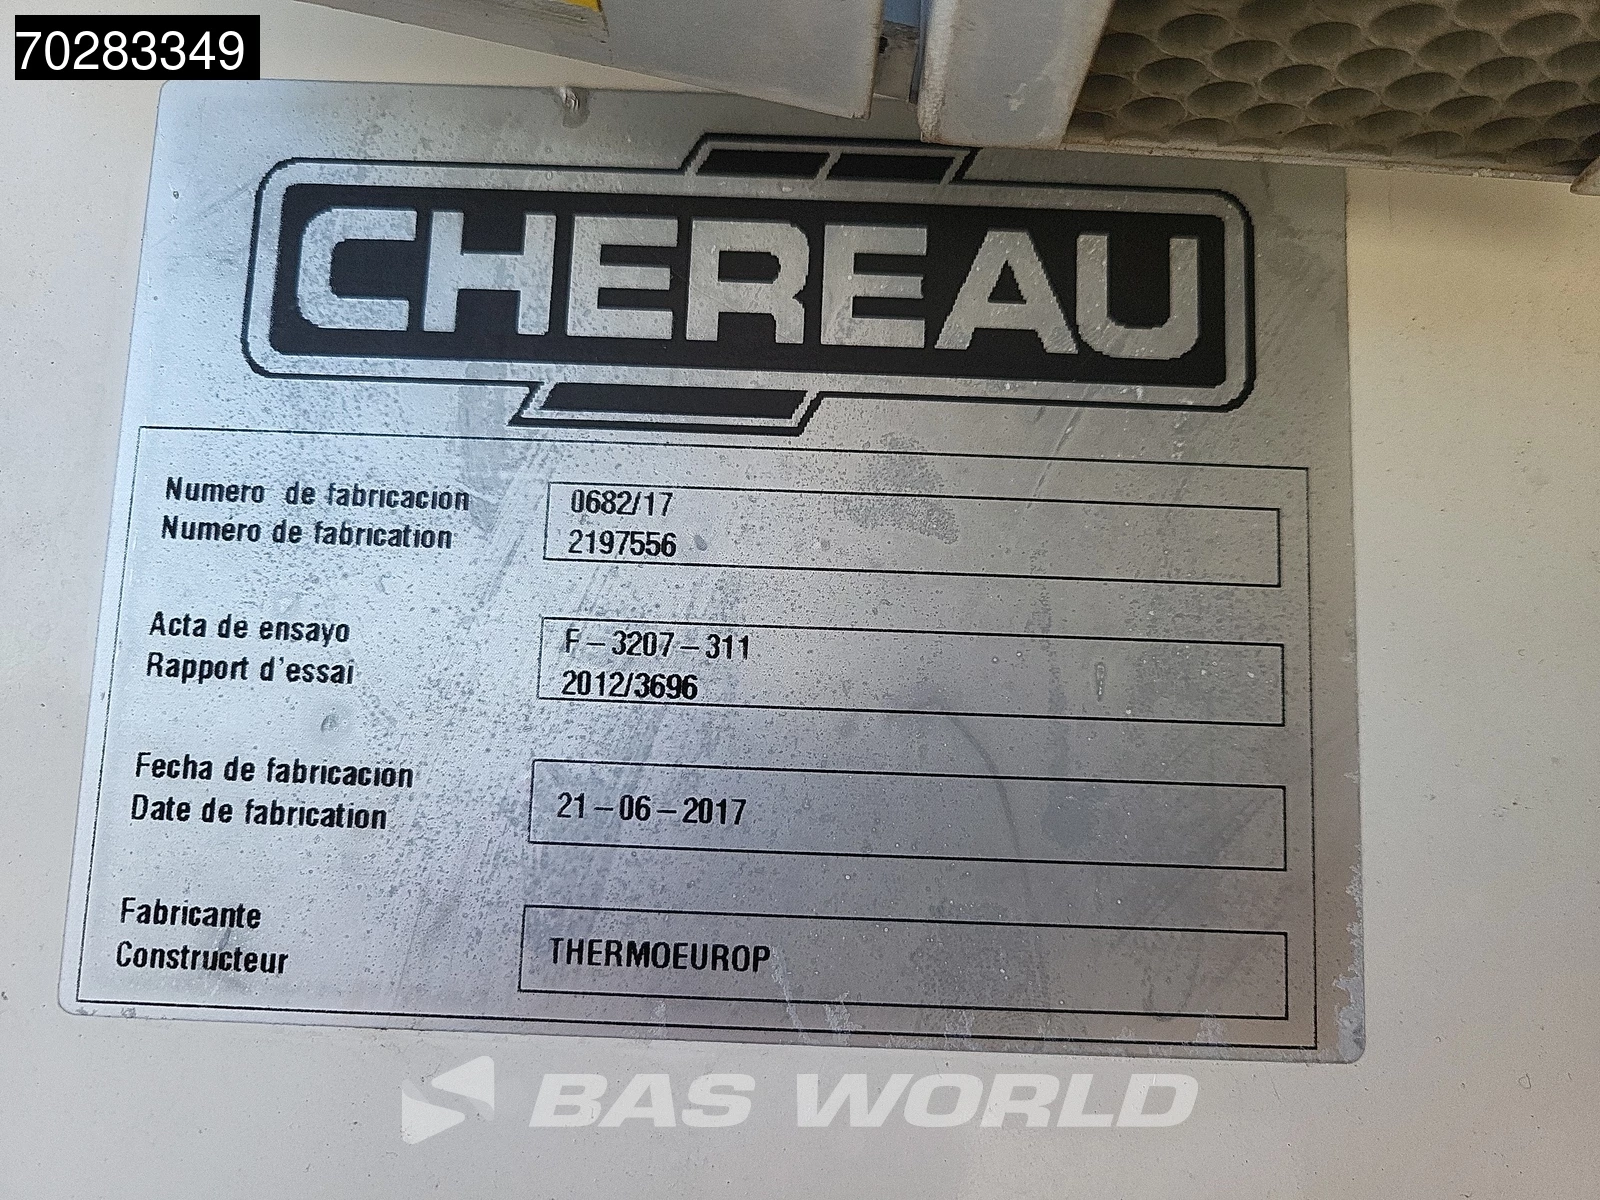 70283349
CHEREAU
Numero de fabricacion
Numéro de fabrication
0682/17
2197556
Acta de ensayo
Rapport d'essai
F-3207-311
2012/3696
Fecha de fabricacion
Date de fabrication
21-06-2017
Fabricante
Constructeur
THERMOEUROP
BAS WORLD